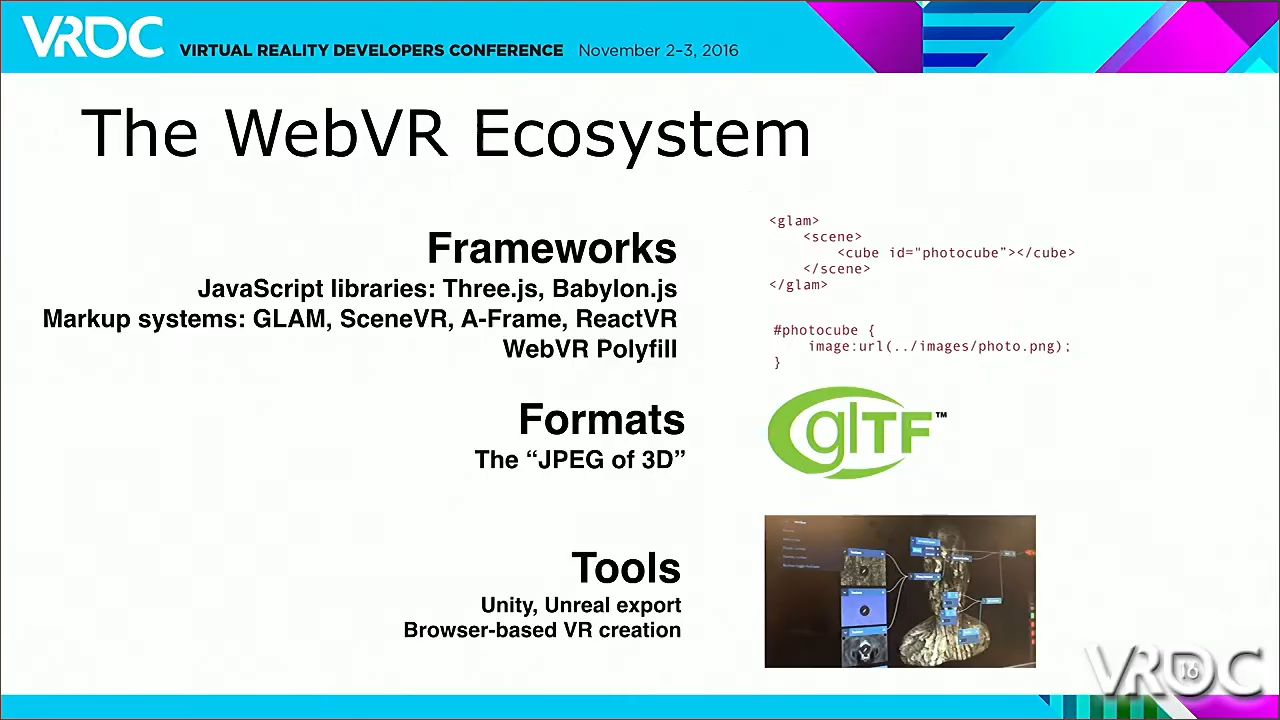 VRDC VIRTUAL REALITY DEVELOPERS CONFERENCE November 2-3, 2016
The WebVR Ecosystem
Frameworks
JavaScript libraries: Three.js, Babylon.js
Markup systems: GLAM, SceneVR, A-Frame, ReactVR
WebVR Polyfill
<glam>
<scene>
<cube id="photocube"></cube>
</scene>
</glam>
#photocube {
image:url(../images/photo.png);
}
Formats
The “JPEG of 3D”
glTF™
Tools
Unity, Unreal export
Browser-based VR creation
VRDC 16